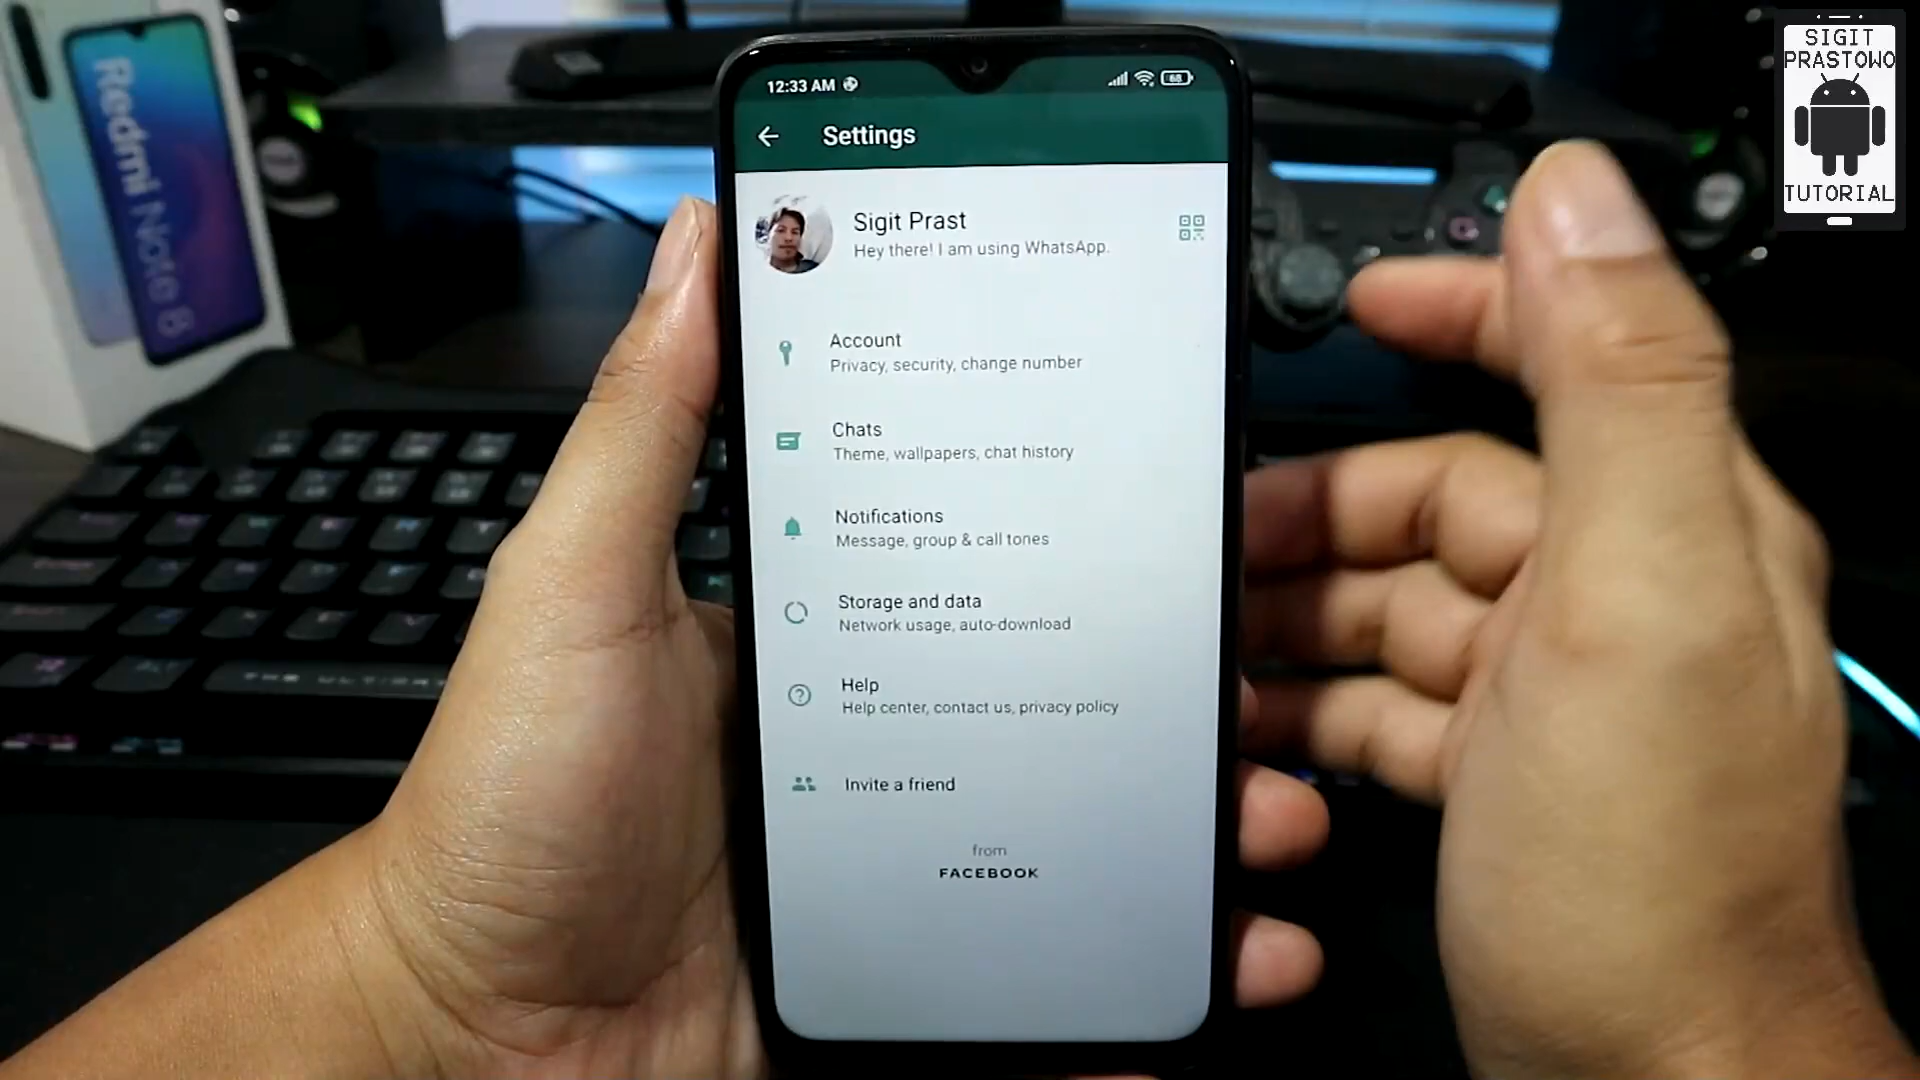 SIGIT
PRASTOWO
TUTORIAL
Redmi Note 8
12:33 AM
68
Settings
Sigit Prast
Hey there! I am using WhatsApp.
Account
Privacy, security, change number
Chats
Theme, wallpapers, chat history
Notifications
Message, group & call tones
Storage and data
Network usage, auto-download
Help
Help center, contact us, privacy policy
Invite a friend
from
FACEBOOK